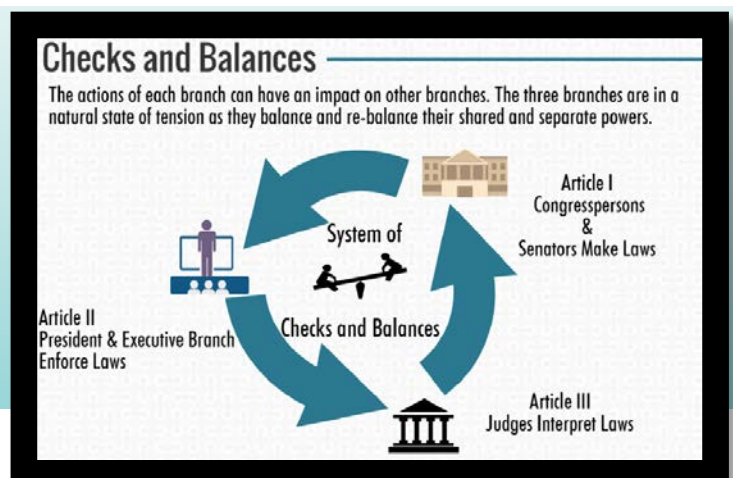 Checks and Balances
The actions of each branch can have an impact on other branches. The three branches are in a
natural state of tension as they balance and re-balance their shared and separate powers.
Article I
Congresspersons
&
Senators Make Laws
System of
Checks and Balances
Article II
President & Executive Branch
Enforce Laws
Article III
Judges Interpret Laws